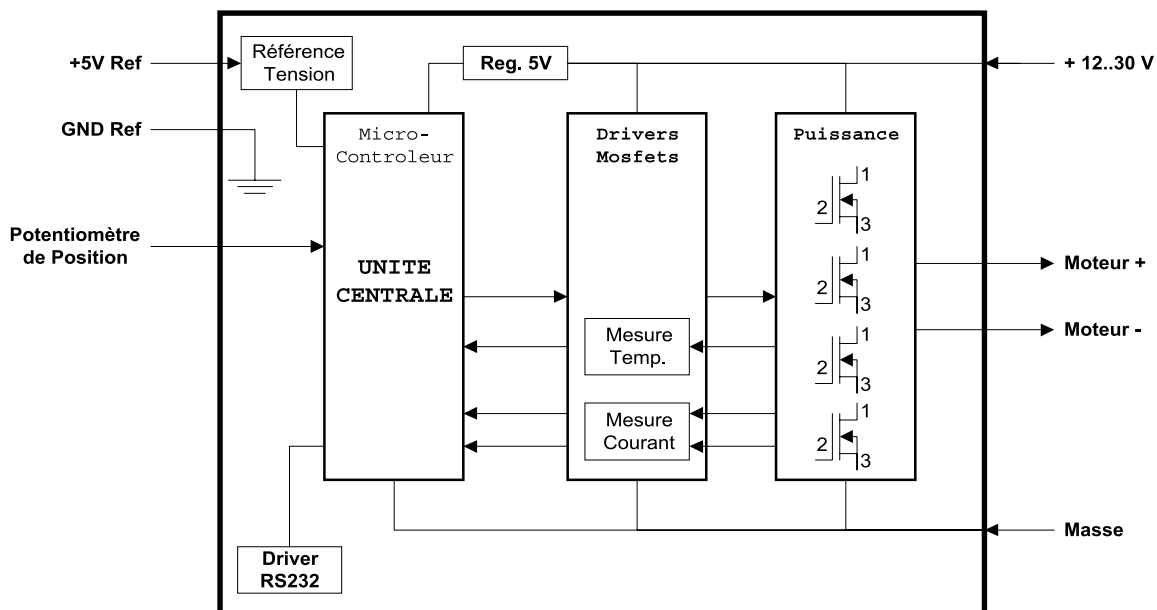 +5V Ref
Référence
Tension
Reg. 5V
+ 12..30 V
GND Ref
Micro-
Controleur
Drivers
Mosfets
Puissance
1
2
3
Potentiomètre
de Position
UNITE
CENTRALE
1
2
3
Moteur +
Moteur -
Mesure
Temp.
1
2
3
Mesure
Courant
1
2
3
Masse
Driver
RS232